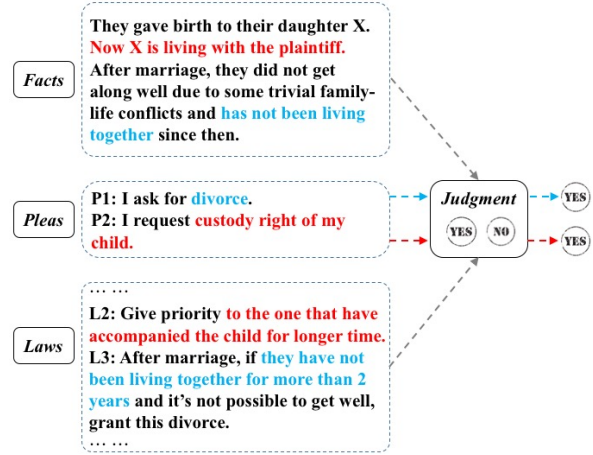 They gave birth to their daughter X.
Now X is living with the plaintiff.
After marriage, they did not get
along well due to some trivial family-
life conflicts and has not been living
together since then.
Facts
P1: I ask for divorce.
P2: I request custody right of my
child.
Pleas
Judgment
YES NO
YES
YES
... ...
L2: Give priority to the one that have
accompanied the child for longer time.
L3: After marriage, if they have not
been living together for more than 2
years and it's not possible to get well,
grant this divorce.
... ...
Laws